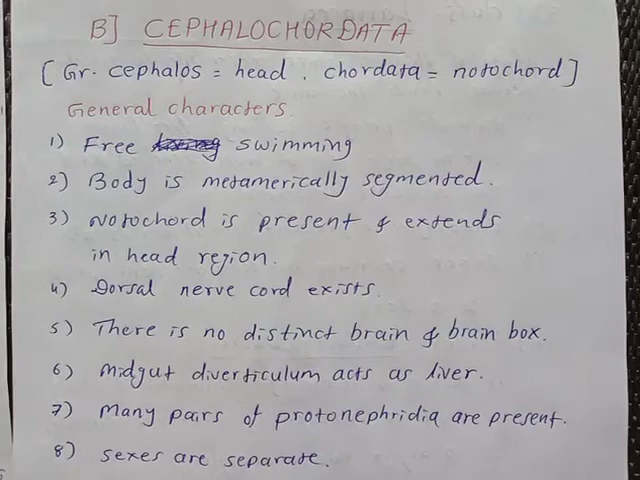 B] CEPHALOCHORDATA
[ Gr. cephalos = head , chordata = notochord ]
General characters.
1) Free swimming
2) Body is metamerically segmented.
3) Notochord is present & extends
in head region.
4) Dorsal nerve cord exists.
5) There is no distinct brain & brain box.
6) Midgut diverticulum acts as liver.
7) Many pairs of protonephridia are present.
8) Sexes are separate.